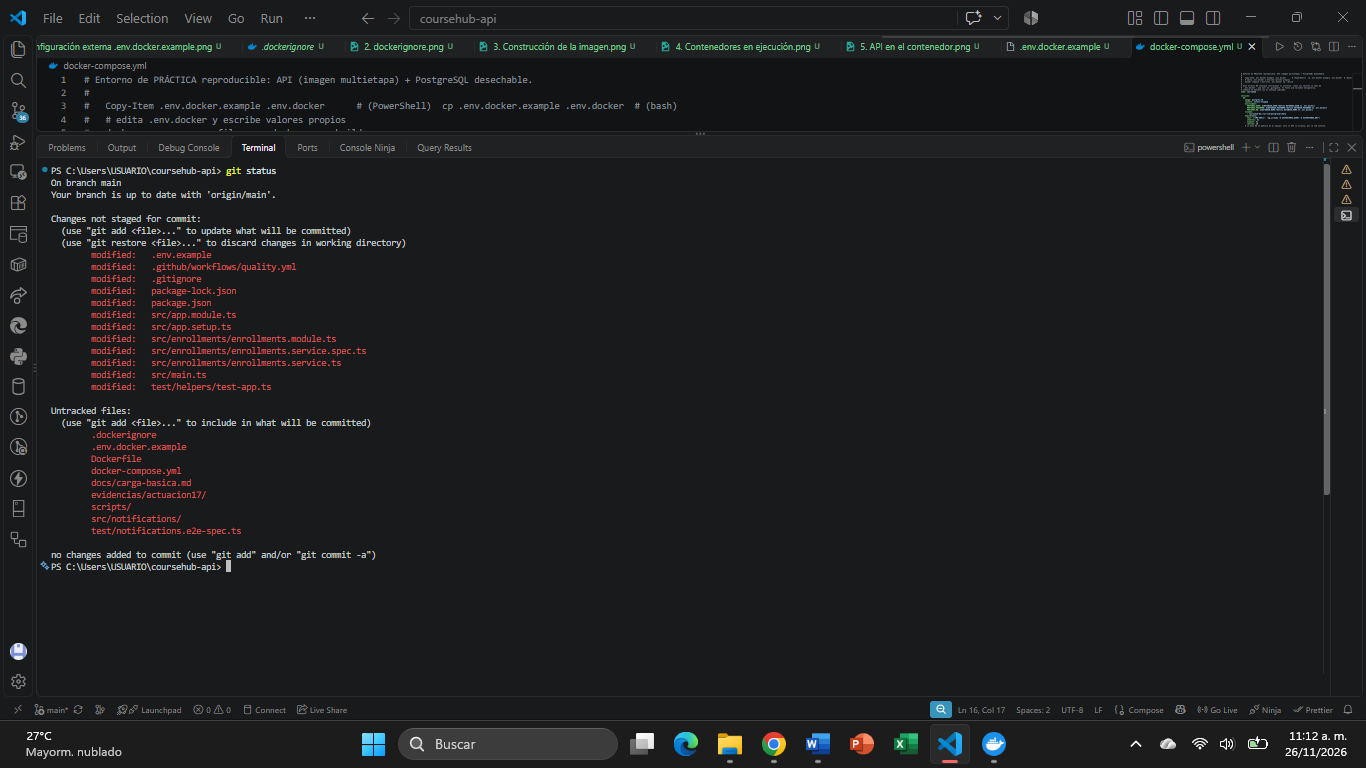 File Edit Selection View Go Run ··· coursehub-api
nfiguración externa .env.docker.example.png U .dockerignore U 2. dockerignore.png U 3. Construcción de la imagen.png U 4. Contenedores en ejecución.png U 5. API en el contenedor.png U .env.docker.example U docker-compose.yml U
docker-compose.yml
1 # Entorno de PRÁCTICA reproducible: API (imagen multietapa) + PostgreSQL desechable.
2 #
3 # Copy-Item .env.docker.example .env.docker # (PowerShell) cp .env.docker.example .env.docker # (bash)
4 # # edita .env.docker y escribe valores propios
Problems Output Debug Console Terminal Ports Console Ninja Query Results powershell
PS C:\Users\USUARIO\coursehub-api> git status
On branch main
Your branch is up to date with 'origin/main'.
Changes not staged for commit:
(use "git add <file>..." to update what will be committed)
(use "git restore <file>..." to discard changes in working directory)
modified: .env.example
modified: .github/workflows/quality.yml
modified: .gitignore
modified: package-lock.json
modified: package.json
modified: src/app.module.ts
modified: src/app.setup.ts
modified: src/enrollments/enrollments.module.ts
modified: src/enrollments/enrollments.service.spec.ts
modified: src/enrollments/enrollments.service.ts
modified: src/main.ts
modified: test/helpers/test-app.ts
Untracked files:
(use "git add <file>..." to include in what will be committed)
.dockerignore
.env.docker.example
Dockerfile
docker-compose.yml
docs/carga-basica.md
evidencias/actuacion17/
scripts/
src/notifications/
test/notifications.e2e-spec.ts
no changes added to commit (use "git add" and/or "git commit -a")
PS C:\Users\USUARIO\coursehub-api>
36
main* Launchpad 0 0 Connect Live Share Ln 16, Col 17 Spaces: 2 UTF-8 LF Compose Go Live Ninja Prettier
27°C
Mayorm. nublado
Buscar
11:12 a. m.
26/11/2026